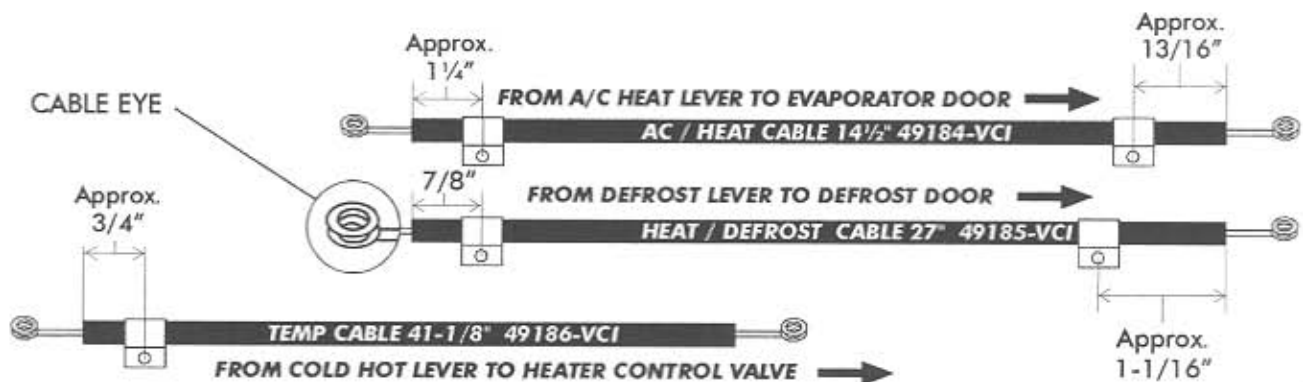 Approx.
1¼"
Approx.
13/16"
CABLE EYE
FROM A/C HEAT LEVER TO EVAPORATOR DOOR
AC / HEAT CABLE 14½" 49184-VCI
7/8"
FROM DEFROST LEVER TO DEFROST DOOR
Approx.
3/4"
HEAT / DEFROST CABLE 27" 49185-VCI
TEMP CABLE 41-1/8" 49186-VCI
Approx.
1-1/16"
FROM COLD HOT LEVER TO HEATER CONTROL VALVE